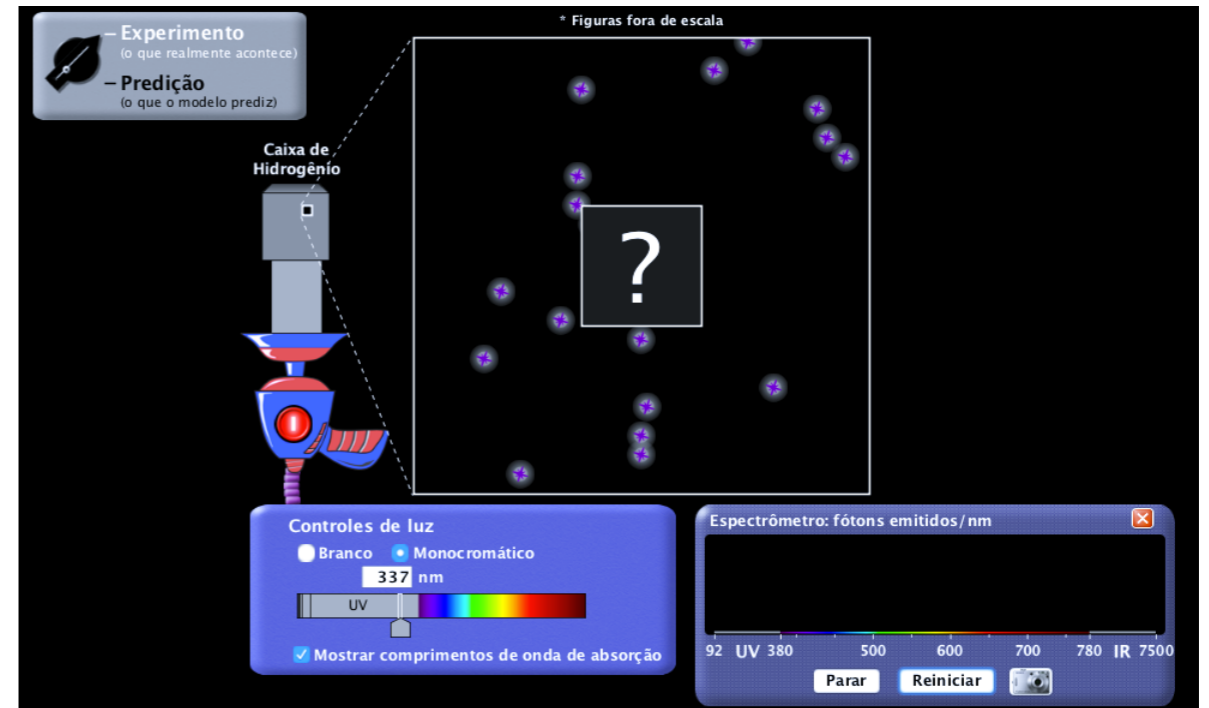 * Figuras fora de escala
– Experimento
(o que realmente acontece)
– Predição
(o que o modelo prediz)
Caixa de
Hidrogênio
?
Controles de luz
Branco Monocromático
337 nm
UV
Mostrar comprimentos de onda de absorção
Espectrômetro: fótons emitidos/nm
92 UV 380 500 600 700 780 IR 7500
Parar Reiniciar